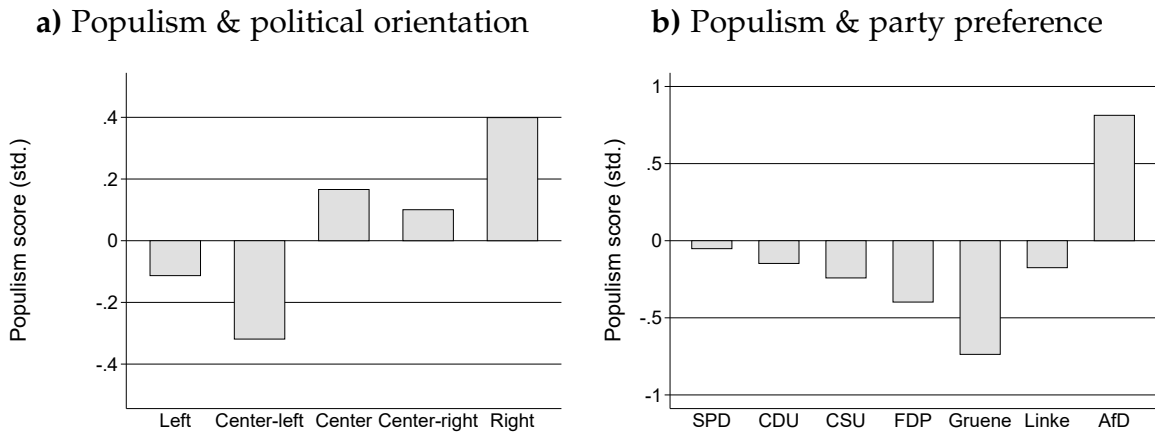 a) Populism & political orientation
Populism score (std.)
.4
.2
0
-.2
-.4
Left Center-left Center Center-right Right
b) Populism & party preference
Populism score (std.)
1
.5
0
-.5
-1
SPD CDU CSU FDP Gruene Linke AfD